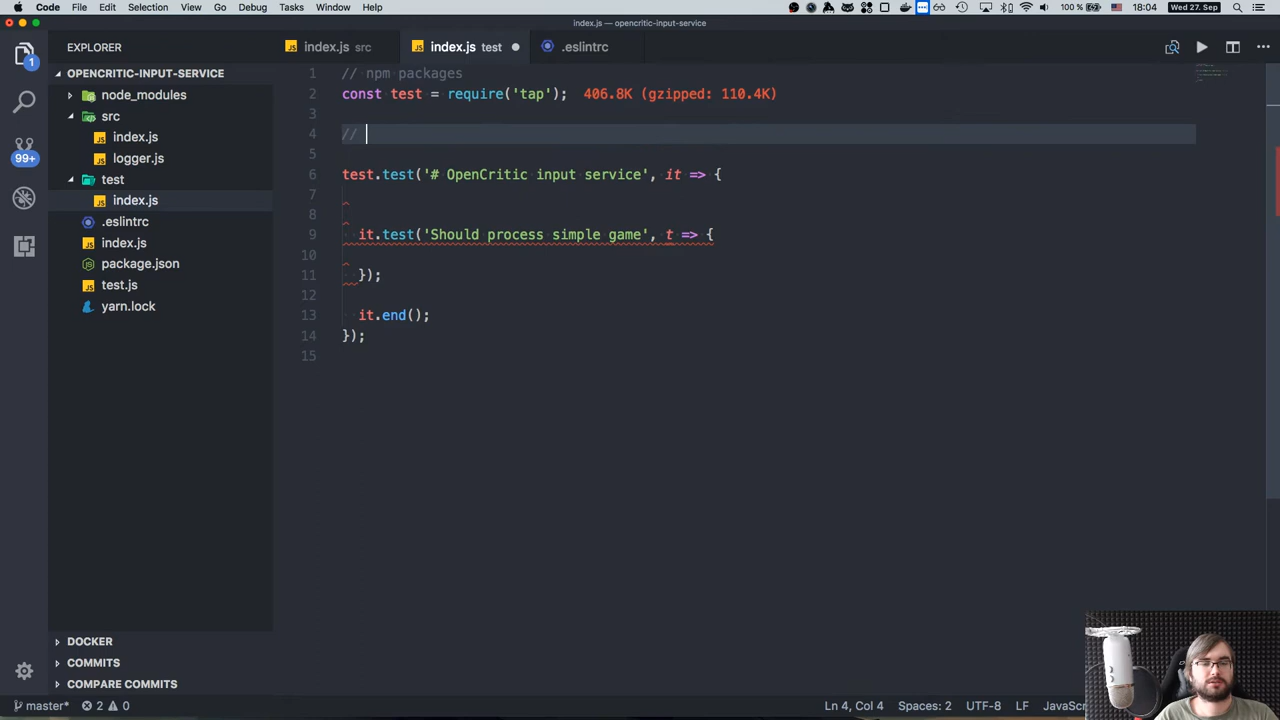 Code File Edit Selection View Go Debug Tasks Window Help 100 % 18:04 Wed 27. Sep
index.js — opencritic-input-service
EXPLORER
index.js src
index.js test
.eslintrc
OPENCRITIC-INPUT-SERVICE
node_modules
src
index.js
logger.js
test
index.js
.eslintrc
index.js
package.json
test.js
yarn.lock
DOCKER
COMMITS
COMPARE COMMITS
1
99+
1 // npm packages
2 const test = require('tap'); 406.8K (gzipped: 110.4K)
3
4 //
5
6 test.test('# OpenCritic input service', it => {
7
8
9 it.test('Should process simple game', t => {
10
11 });
12
13 it.end();
14 });
15
master* 2 0
Ln 4, Col 4 Spaces: 2 UTF-8 LF JavaScr